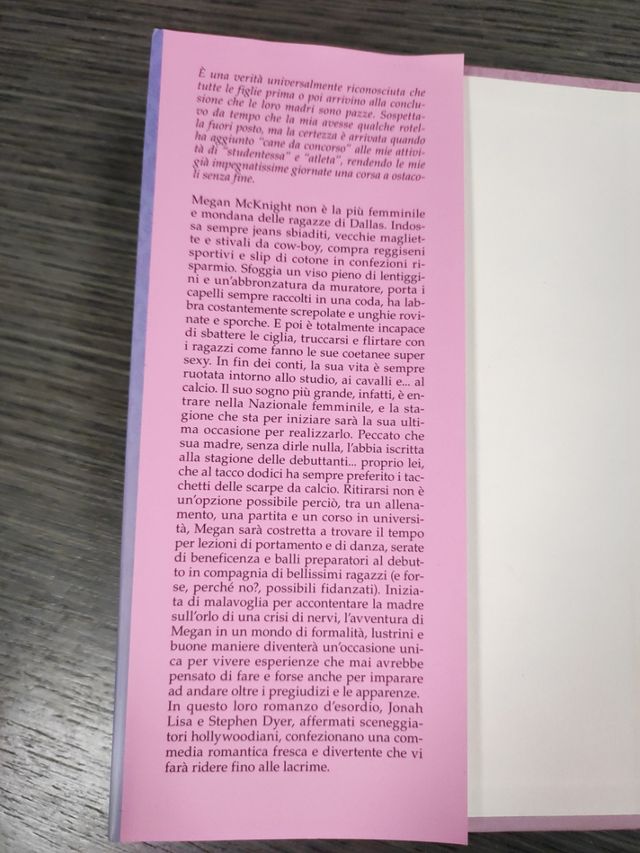 È una verità universalmente riconosciuta che
tutte le figlie prima o poi arrivino alla conclu-
sione che le loro madri sono pazze. Sospetta-
vo da tempo che la mia avesse qualche rotel-
la fuori posto, ma la certezza è arrivata quando
ha aggiunto "cane da concorso" alle mie attivi-
tà di "studentessa" e "atleta", rendendo le mie
già impegnatissime giornate una corsa a ostaco-
li senza fine.
Megan McKnight non è la più femminile
e mondana delle ragazze di Dallas. Indos-
sa sempre jeans sbiaditi, vecchie magliet-
te e stivali da cow-boy, compra reggiseni
sportivi e slip di cotone in confezioni ri-
sparmio. Sfoggia un viso pieno di lentiggi-
ni e un'abbronzatura da muratore, porta i
capelli sempre raccolti in una coda, ha lab-
bra costantemente screpolate e unghie rovi-
nate e sporche. E poi è totalmente incapace
di sbattere le ciglia, truccarsi e flirtare con
i ragazzi come fanno le sue coetanee super
sexy. In fin dei conti, la sua vita è sempre
ruotata intorno allo studio, ai cavalli e... al
calcio. Il suo sogno più grande, infatti, è en-
trare nella Nazionale femminile, e la sta-
gione che sta per iniziare sarà la sua ulti-
ma occasione per realizzarlo. Peccato che
sua madre, senza dirle nulla, l'abbia iscritta
alla stagione delle debuttanti... proprio lei,
che al tacco dodici ha sempre preferito i tac-
chetti delle scarpe da calcio. Ritirarsi non è
un'opzione possibile perciò, tra un allena-
mento, una partita e un corso in universi-
tà, Megan sarà costretta a trovare il tempo
per lezioni di portamento e di danza, serate
di beneficenza e balli preparatori al debut-
to in compagnia di bellissimi ragazzi (e for-
se, perché no?, possibili fidanzati). Inizia-
ta di malavoglia per accontentare la madre
sull'orlo di una crisi di nervi, l'avventura di
Megan in un mondo di formalità, lustrini e
buone maniere diventerà un'occasione uni-
ca per vivere esperienze che mai avrebbe
pensato di fare e forse anche per imparare
ad andare oltre i pregiudizi e le apparenze.
In questo loro romanzo d'esordio, Jonah
Lisa e Stephen Dyer, affermati sceneggia-
tori hollywoodiani, confezionano una com-
media romantica fresca e divertente che vi
farà ridere fino alle lacrime.